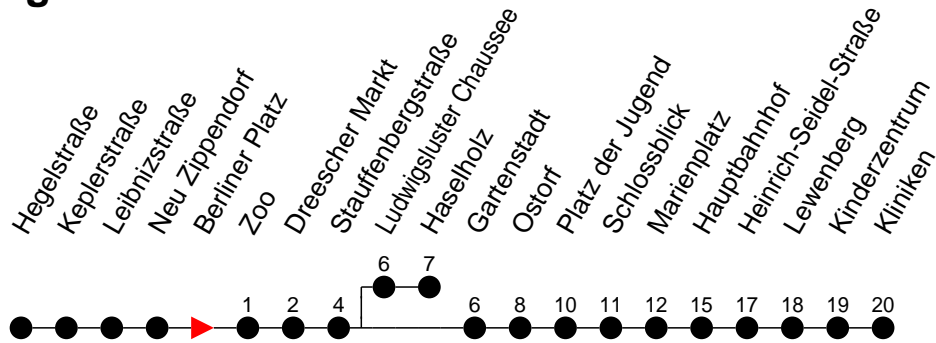 g
Hegelstraße
Keplerstraße
Leibnizstraße
Neu Zippendorf
Berliner Platz
Zoo
Dreescher Markt
Stauffenbergstraße
Ludwigsluster Chaussee
Haselholz
Gartenstadt
Ostorf
Platz der Jugend
Schlossblick
Marienplatz
Hauptbahnhof
Heinrich-Seidel-Straße
Lewenberg
Kinderzentrum
Kliniken
6 7
1 2 4 6 8 10 11 12 15 17 18 19 20